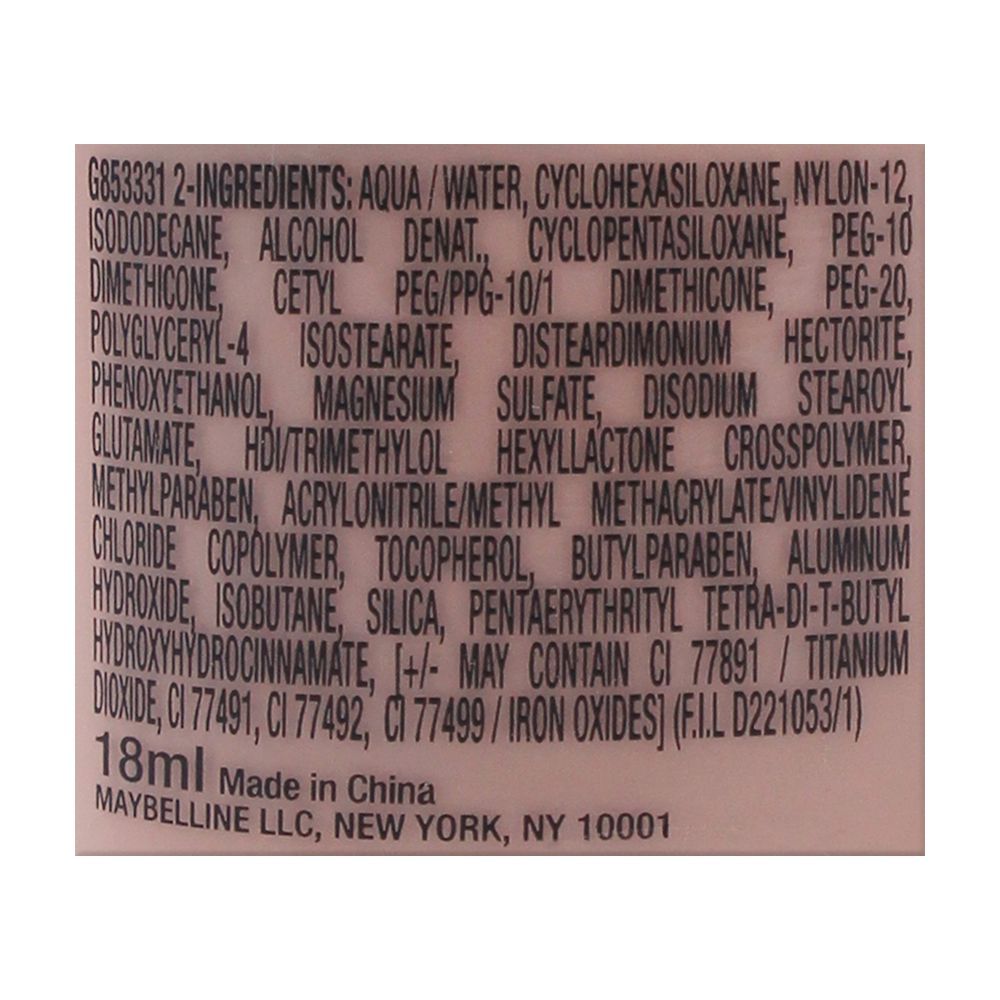 G853331 2-INGREDIENTS: AQUA / WATER, CYCLOHEXASILOXANE, NYLON-12,
ISODODECANE, ALCOHOL DENAT., CYCLOPENTASILOXANE, PEG-10
DIMETHICONE, CETYL PEG/PPG-10/1 DIMETHICONE, PEG-20,
POLYGLYCERYL-4 ISOSTEARATE, DISTEARDIMONIUM HECTORITE,
PHENOXYETHANOL, MAGNESIUM SULFATE, DISODIUM STEAROYL
GLUTAMATE, HDI/TRIMETHYLOL HEXYLLACTONE CROSSPOLYMER,
METHYLPARABEN, ACRYLONITRILE/METHYL METHACRYLATE/VINYLIDENE
CHLORIDE COPOLYMER, TOCOPHEROL, BUTYLPARABEN, ALUMINUM
HYDROXIDE, ISOBUTANE, SILICA, PENTAERYTHRITYL TETRA-DI-T-BUTYL
HYDROXYHYDROCINNAMATE, [+/- MAY CONTAIN CI 77891 / TITANIUM
DIOXIDE, CI 77491, CI 77492, CI 77499 / IRON OXIDES] (F.I.L D221053/1)
18ml Made in China
MAYBELLINE LLC, NEW YORK, NY 10001